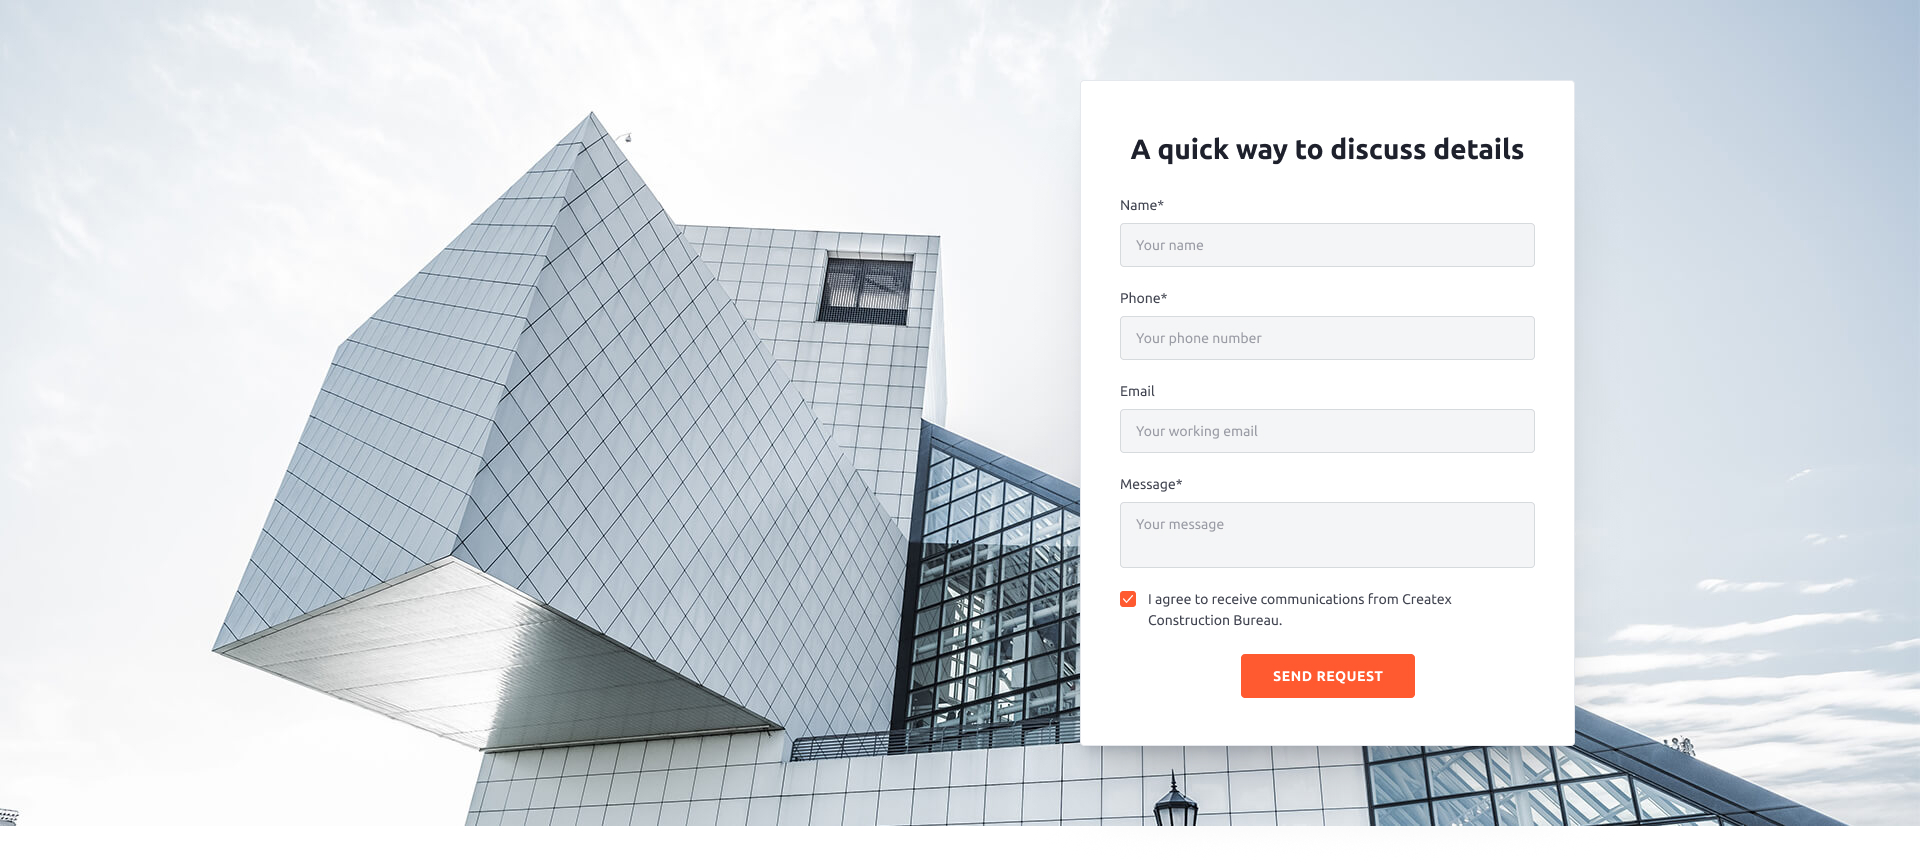 A quick way to discuss details
Name*
Your name
Phone*
Your phone number
Email
Your working email
Message*
Your message
I agree to receive communications from Createx
Construction Bureau.
SEND REQUEST